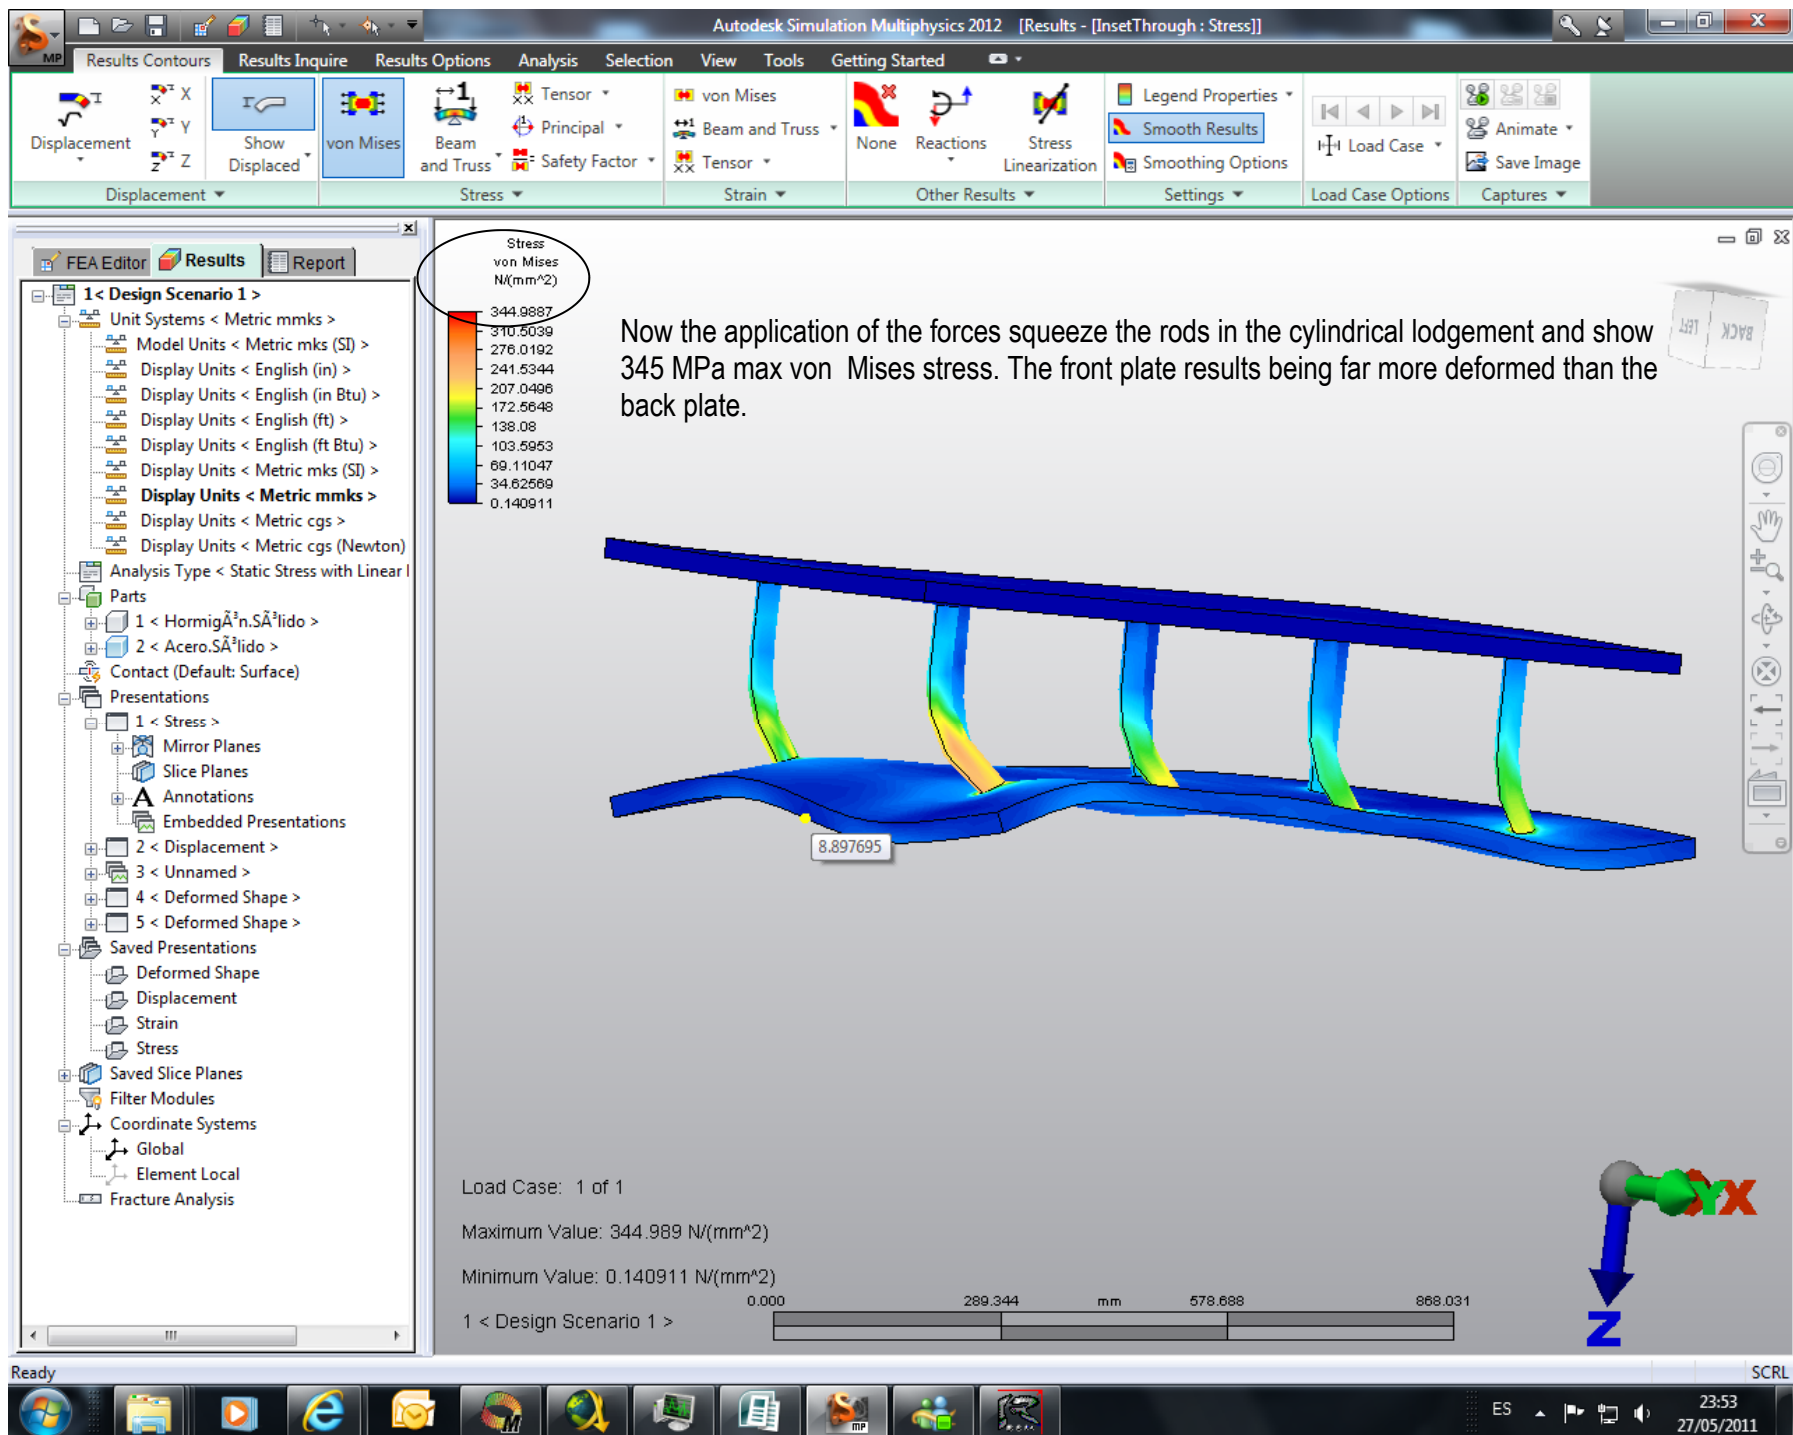 Autodesk Simulation Multiphysics 2012 [Results - [InsetThrough : Stress]]
MP
Results Contours Results Inquire Results Options Analysis Selection View Tools Getting Started
Displacement
X
Y
Z
Show
Displaced
von Mises
Beam
and Truss
Tensor
Principal
Safety Factor
von Mises
Beam and Truss
Tensor
None
Reactions
Stress
Linearization
Legend Properties
Smooth Results
Smoothing Options
Load Case
Animate
Save Image
Displacement Stress Strain Other Results Settings Load Case Options Captures
FEA Editor Results Report
1< Design Scenario 1 >
Unit Systems < Metric mmks >
Model Units < Metric mks (SI) >
Display Units < English (in) >
Display Units < English (in Btu) >
Display Units < English (ft) >
Display Units < English (ft Btu) >
Display Units < Metric mks (SI) >
Display Units < Metric mmks >
Display Units < Metric cgs >
Display Units < Metric cgs (Newton)
Analysis Type < Static Stress with Linear
Parts
1 < HormigÃ³n.SÃ³lido >
2 < Acero.SÃ³lido >
Contact (Default: Surface)
Presentations
1 < Stress >
Mirror Planes
Slice Planes
Annotations
Embedded Presentations
2 < Displacement >
3 < Unnamed >
4 < Deformed Shape >
5 < Deformed Shape >
Saved Presentations
Deformed Shape
Displacement
Strain
Stress
Saved Slice Planes
Filter Modules
Coordinate Systems
Global
Element Local
Fracture Analysis
Stress
von Mises
N/(mm^2)
344.9887
310.5039
276.0192
241.5344
207.0496
172.5648
138.08
103.5953
69.11047
34.62569
0.140911
Now the application of the forces squeeze the rods in the cylindrical lodgement and show
345 MPa max von Mises stress. The front plate results being far more deformed than the
back plate.
LEFT BACK
8.897695
Load Case: 1 of 1
Maximum Value: 344.989 N/(mm^2)
Minimum Value: 0.140911 N/(mm^2)
0.000 289.344 mm 578.688 868.031
1 < Design Scenario 1 >
Y X
Z
Ready
SCRL
ES
23:53
27/05/2011